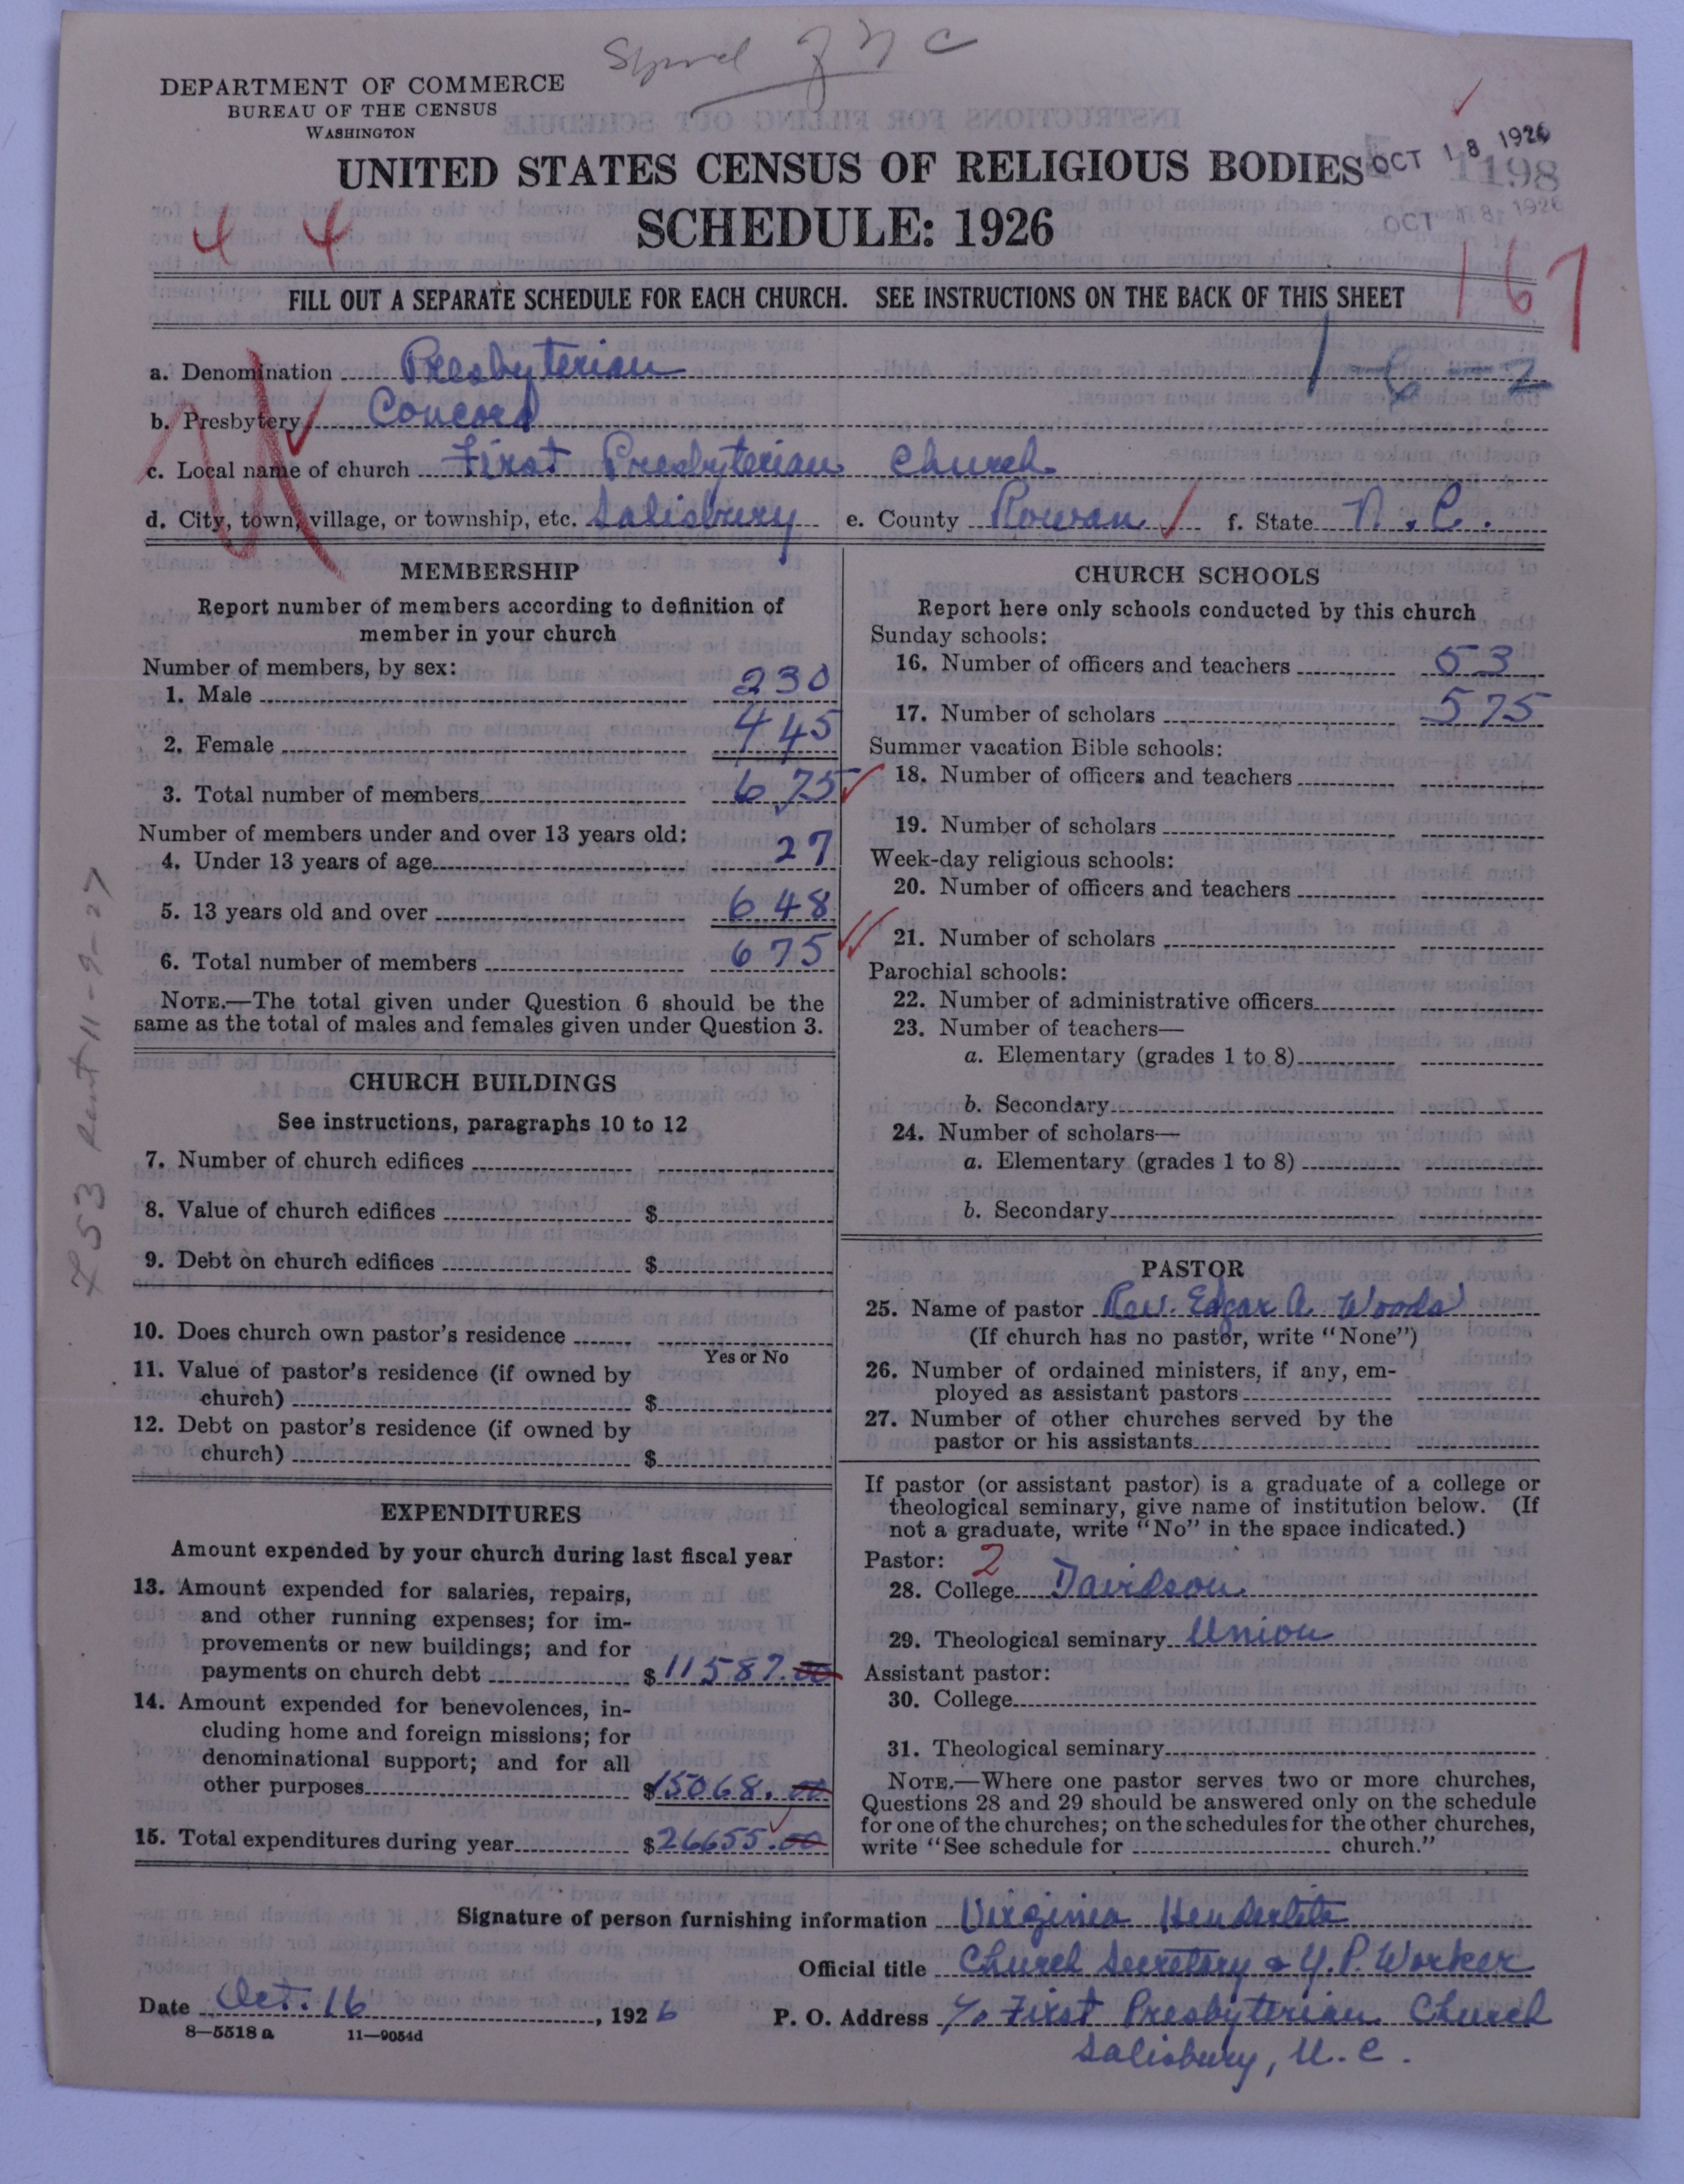 DEPARTMENT OF COMMERCE
BUREAU OF THE CENSUS
WASHINGTON
UNITED STATES CENSUS OF RELIGIOUS BODIES
OCT 18 1926
1198
OCT 18 1926
SCHEDULE: 1926
4 4
167
FILL OUT A SEPARATE SCHEDULE FOR EACH CHURCH. SEE INSTRUCTIONS ON THE BACK OF THIS SHEET
a. Denomination Presbyterian
b. Presbytery Concord
c. Local name of church First Presbyterian Church
d. City, town, village, or township, etc. Salisbury e. County Rowan f. State N. C.
MEMBERSHIP
Report number of members according to definition of
member in your church
Number of members, by sex:
1. Male 230
2. Female 445
3. Total number of members 675
Number of members under and over 13 years old:
4. Under 13 years of age 27
5. 13 years old and over 648
6. Total number of members 675
NOTE.—The total given under Question 6 should be the
same as the total of males and females given under Question 3.
CHURCH BUILDINGS
See instructions, paragraphs 10 to 12
7. Number of church edifices
8. Value of church edifices $
9. Debt on church edifices $
10. Does church own pastor's residence
Yes or No
11. Value of pastor's residence (if owned by
church) $
12. Debt on pastor's residence (if owned by
church) $
EXPENDITURES
Amount expended by your church during last fiscal year
13. Amount expended for salaries, repairs,
and other running expenses; for im-
provements or new buildings; and for
payments on church debt $11587.00
14. Amount expended for benevolences, in-
cluding home and foreign missions; for
denominational support; and for all
other purposes $15068.00
15. Total expenditures during year $26655.00
CHURCH SCHOOLS
Report here only schools conducted by this church
Sunday schools:
16. Number of officers and teachers 53
17. Number of scholars 575
Summer vacation Bible schools:
18. Number of officers and teachers
19. Number of scholars
Week-day religious schools:
20. Number of officers and teachers
21. Number of scholars
Parochial schools:
22. Number of administrative officers
23. Number of teachers—
a. Elementary (grades 1 to 8)
b. Secondary
24. Number of scholars—
a. Elementary (grades 1 to 8)
b. Secondary
PASTOR
25. Name of pastor Rev. Edgar A. Woods
(If church has no pastor, write "None")
26. Number of ordained ministers, if any, em-
ployed as assistant pastors
27. Number of other churches served by the
pastor or his assistants
If pastor (or assistant pastor) is a graduate of a college or
theological seminary, give name of institution below. (If
not a graduate, write "No" in the space indicated.)
Pastor: 2
28. College Davidson
29. Theological seminary Union
Assistant pastor:
30. College
31. Theological seminary
NOTE.—Where one pastor serves two or more churches,
Questions 28 and 29 should be answered only on the schedule
for one of the churches; on the schedules for the other churches,
write "See schedule for church."
Signature of person furnishing information Virginia Henderlite
Official title Church Secretary & Y.P. Worker
Date Oct. 16, 1926 P. O. Address c/o First Presbyterian Church
Salisbury, N. C.
8—5518a 11—9054d